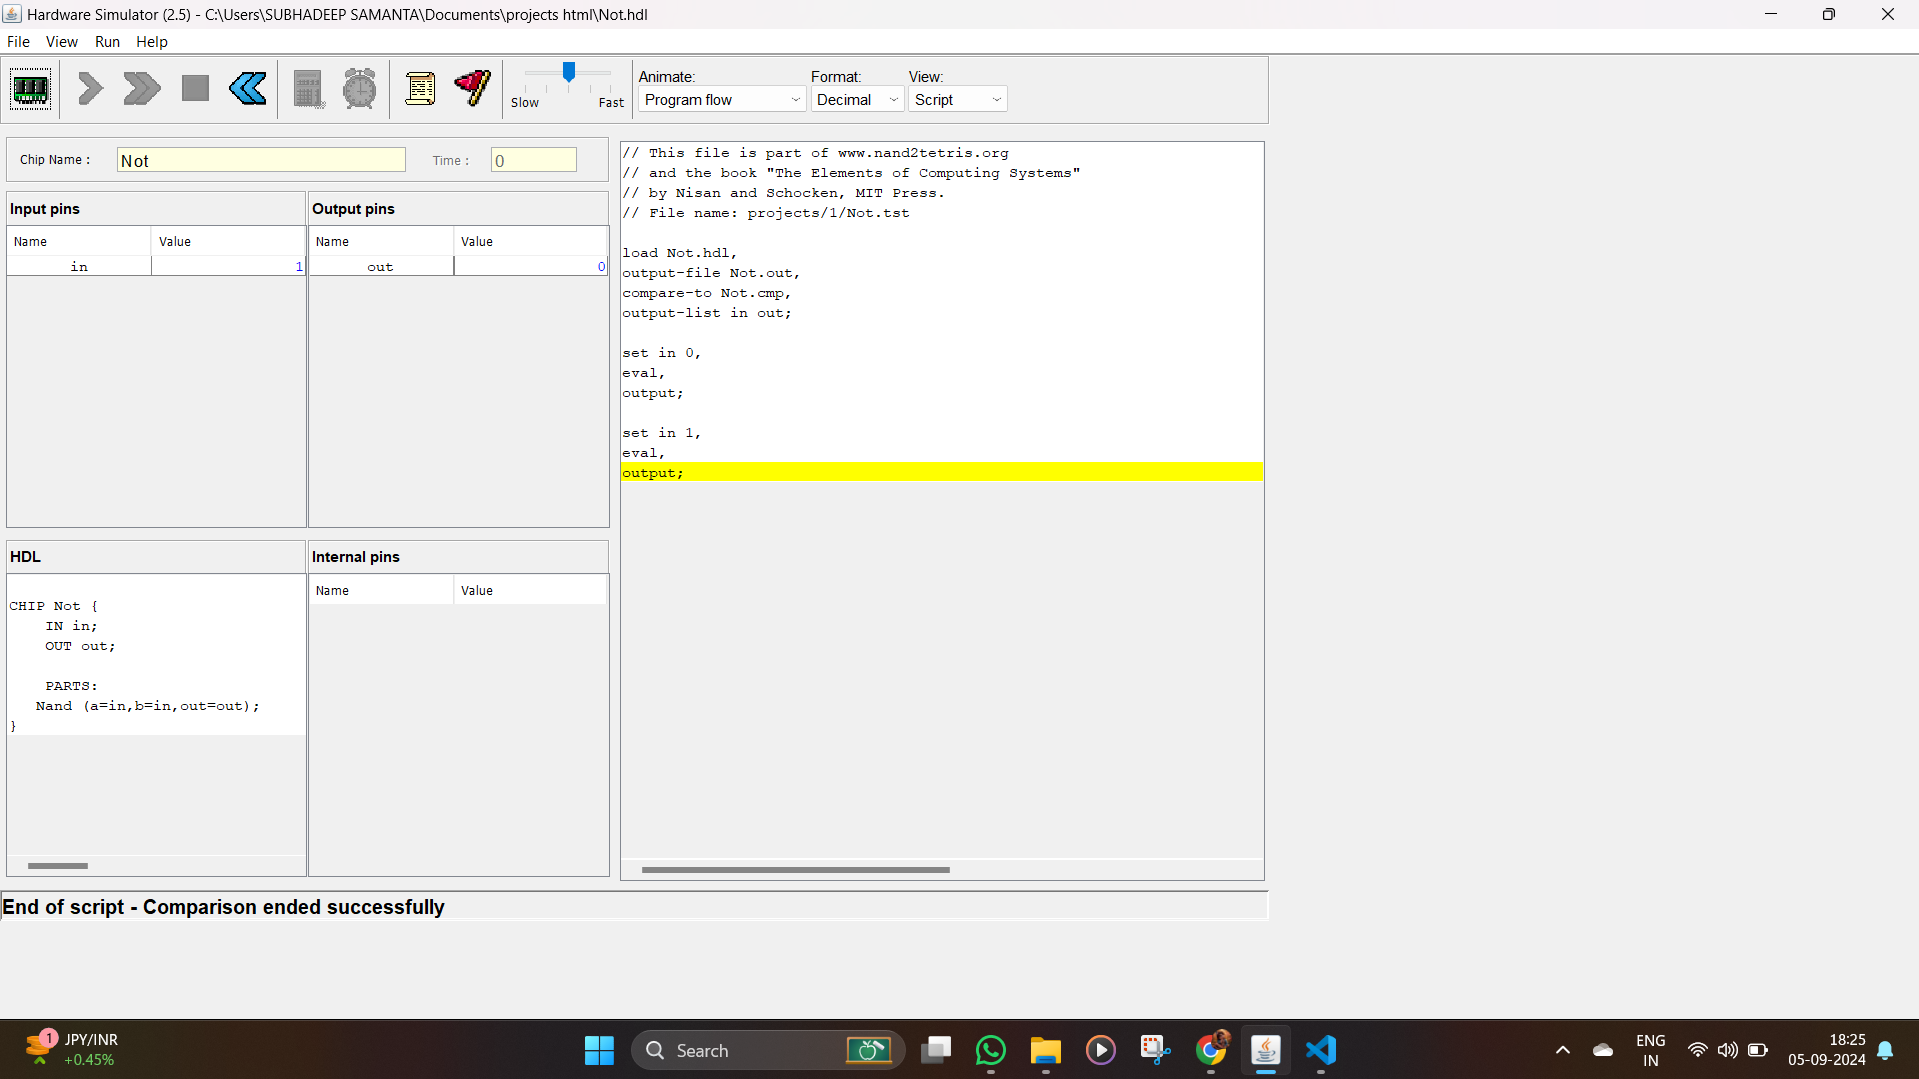 Hardware Simulator (2.5) - C:\Users\SUBHADEEP SAMANTA\Documents\projects html\Not.hdl
File View Run Help
Slow Fast
Animate: Format: View:
Program flow Decimal Script
Chip Name : Not Time : 0
Input pins
Name Value
in 1
Output pins
Name Value
out 0
HDL
CHIP Not {
IN in;
OUT out;
PARTS:
Nand (a=in,b=in,out=out);
}
Internal pins
Name Value
// This file is part of www.nand2tetris.org
// and the book "The Elements of Computing Systems"
// by Nisan and Schocken, MIT Press.
// File name: projects/1/Not.tst
load Not.hdl,
output-file Not.out,
compare-to Not.cmp,
output-list in out;
set in 0,
eval,
output;
set in 1,
eval,
output;
End of script - Comparison ended successfully
1
JPY/INR
+0.45%
Search
ENG
IN
18:25
05-09-2024